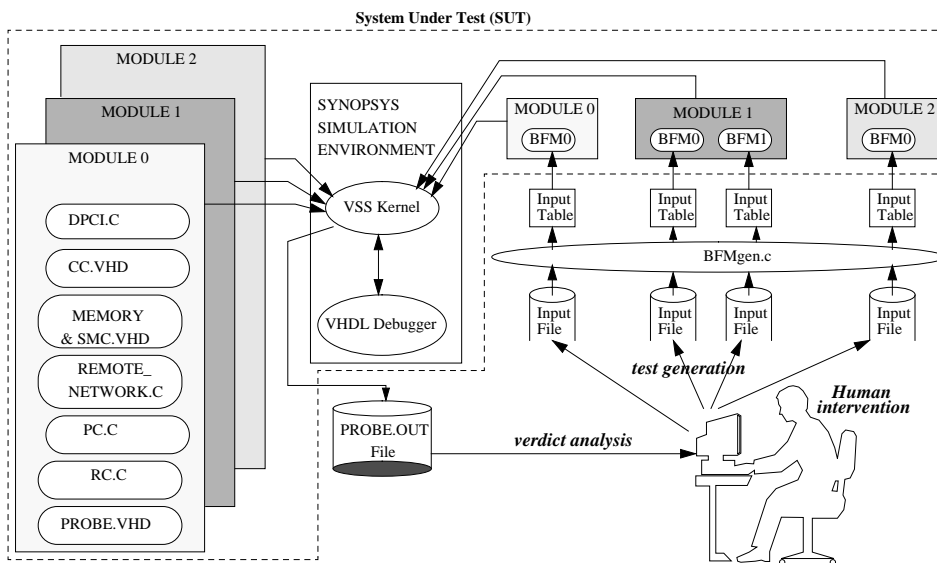 System Under Test (SUT)
MODULE 2
MODULE 1
MODULE 0
DPCI.C
CC.VHD
MEMORY
& SMC.VHD
REMOTE_
NETWORK.C
PC.C
RC.C
PROBE.VHD
SYNOPSYS
SIMULATION
ENVIRONMENT
VSS Kernel
VHDL Debugger
PROBE.OUT
File
MODULE 0
BFM0
MODULE 1
BFM0
BFM1
MODULE 2
BFM0
Input
Table
Input
Table
Input
Table
Input
Table
BFMgen.c
Input
File
Input
File
Input
File
Input
File
test generation
Human
intervention
verdict analysis